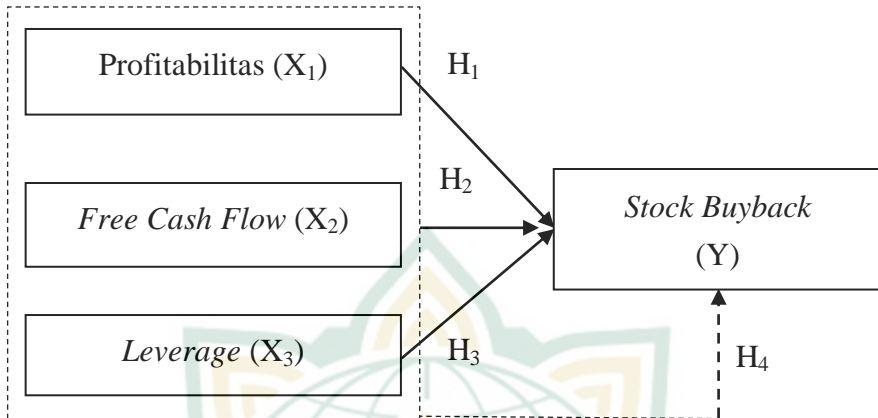 Profitabilitas (X₁)
H₁
H₂
Free Cash Flow (X₂)
Stock Buyback
(Y)
Leverage (X₃)
H₃
H₄